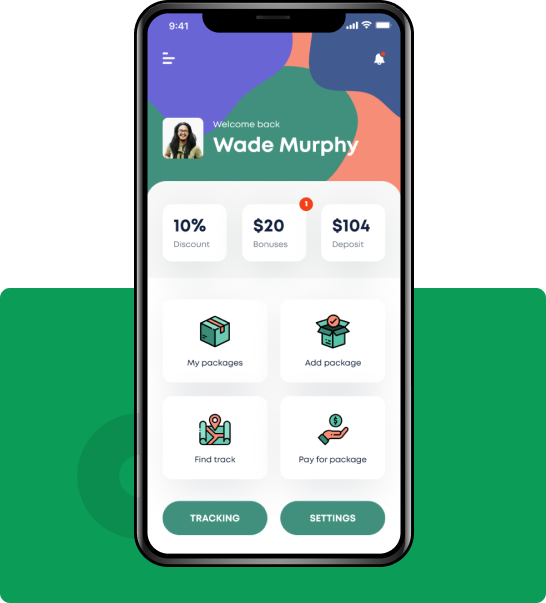 9:41
Welcome back
Wade Murphy
1
10% $20 $104
Discount Bonuses Deposit
My packages Add package
$
Find track Pay for package
TRACKING SETTINGS